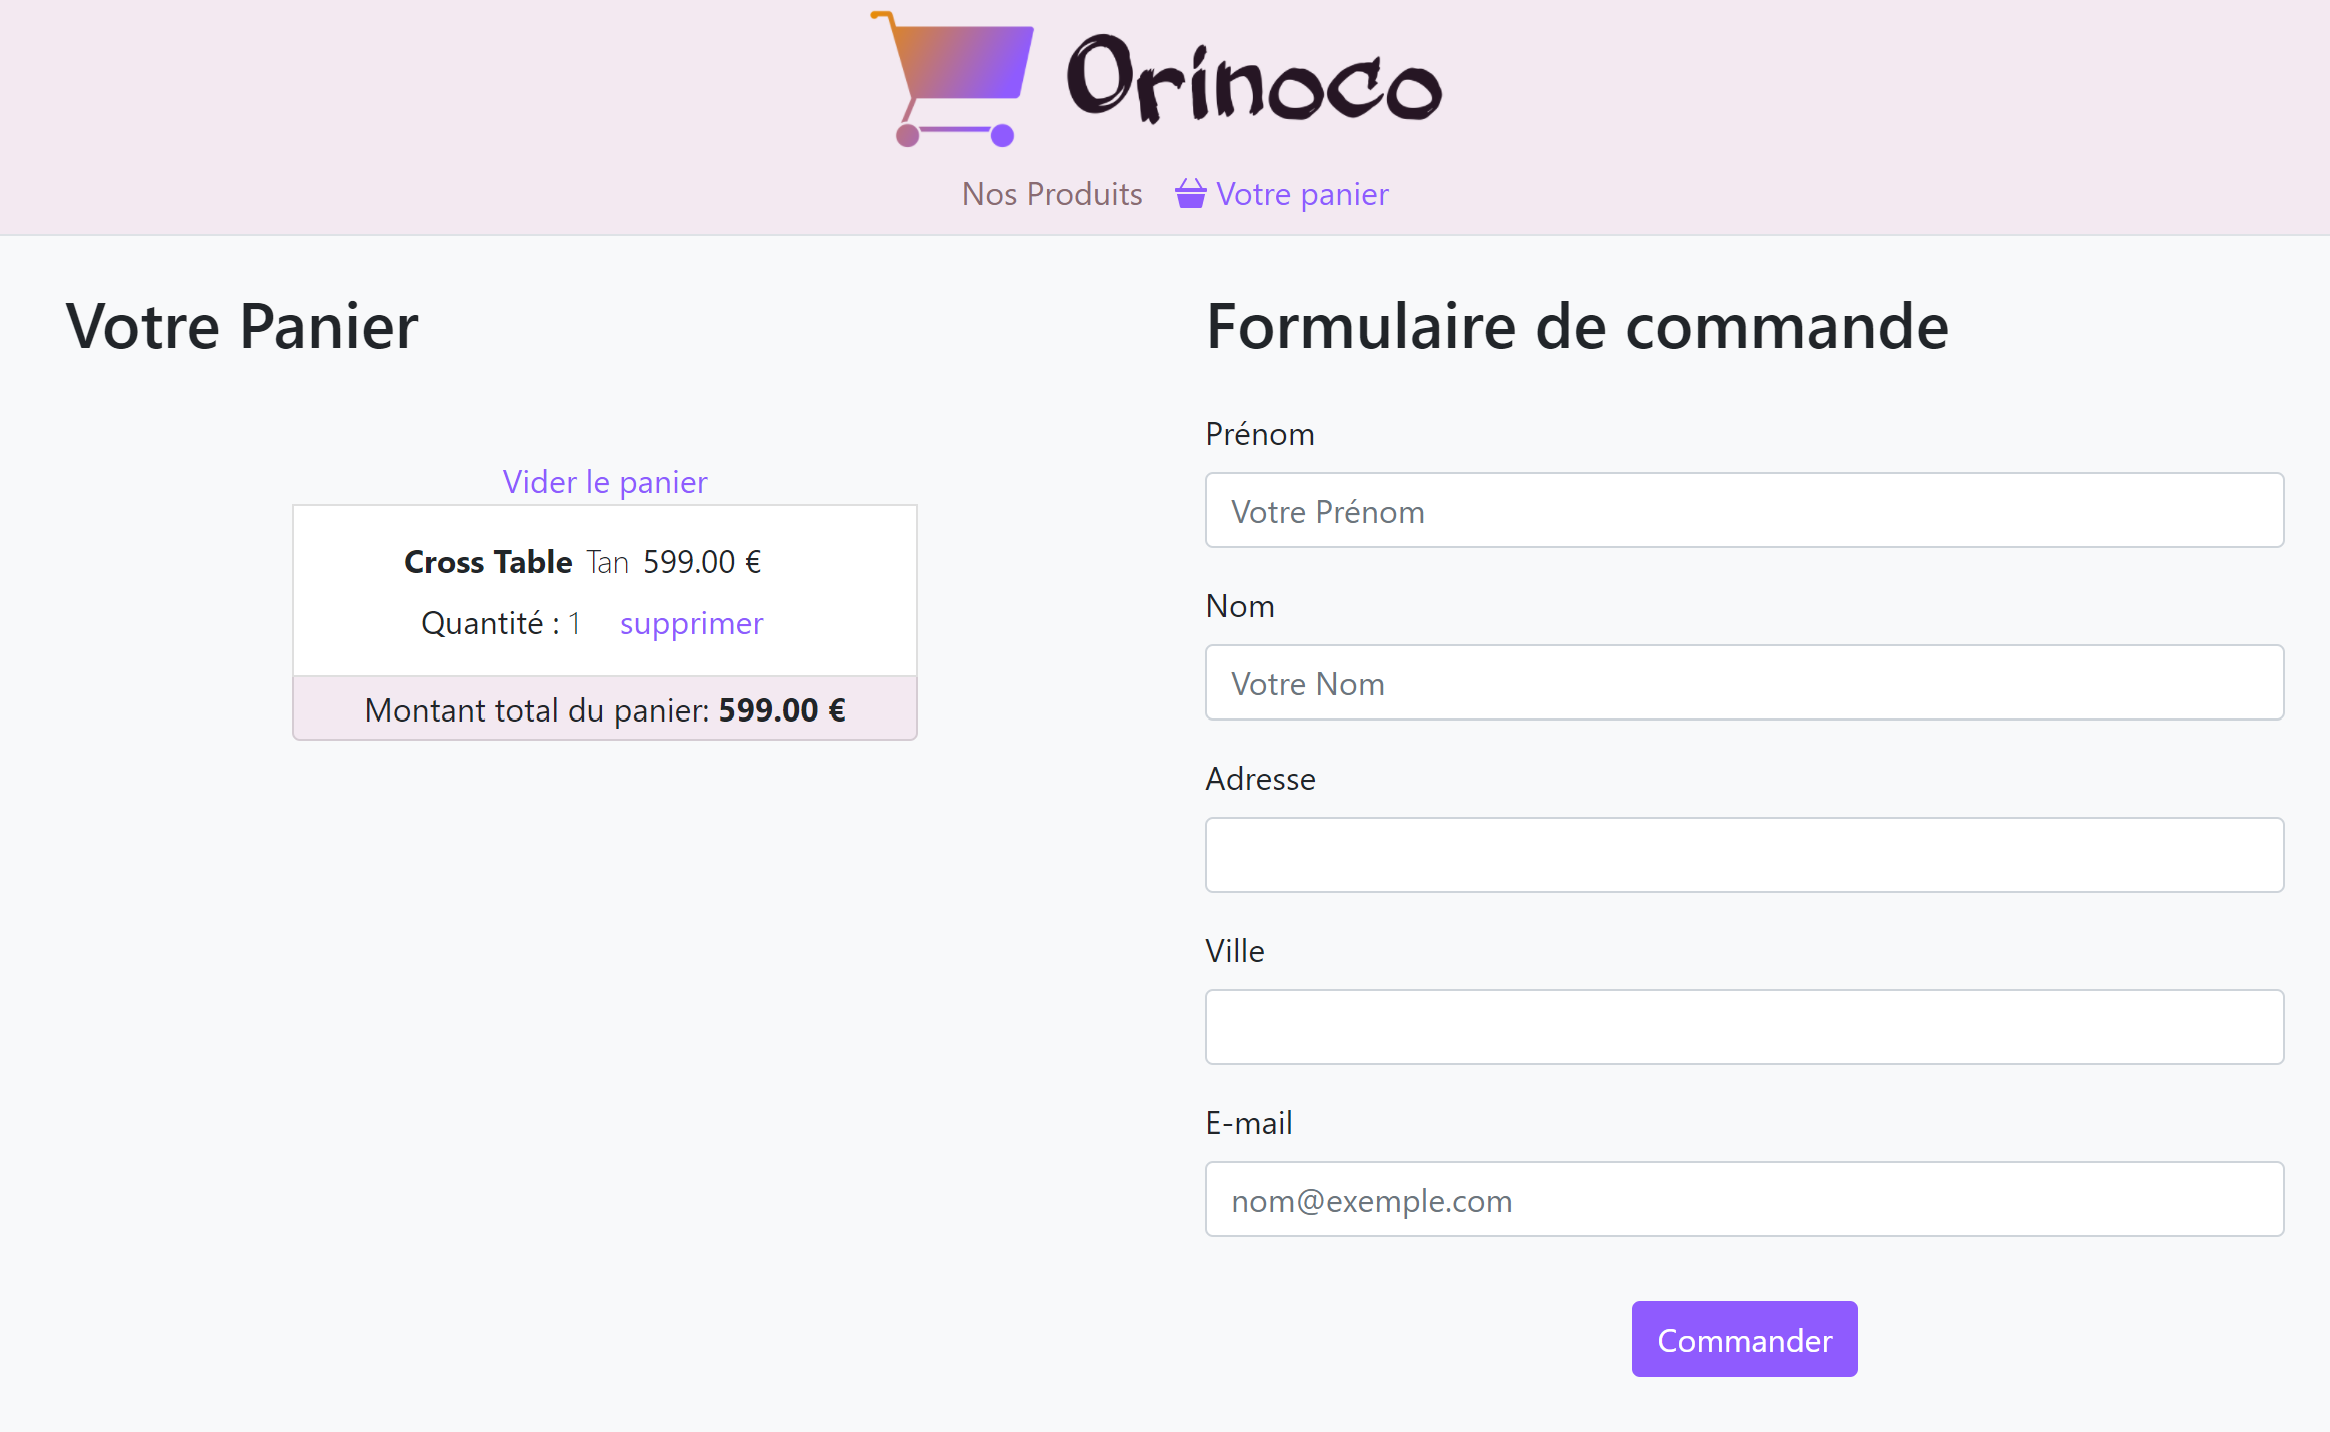 Orinoco
Nos Produits Votre panier
Votre Panier
Vider le panier
Cross Table Tan 599.00 €
Quantité : 1 supprimer
Montant total du panier: 599.00 €
Formulaire de commande
Prénom
Votre Prénom
Nom
Votre Nom
Adresse
Ville
E-mail
nom@exemple.com
Commander